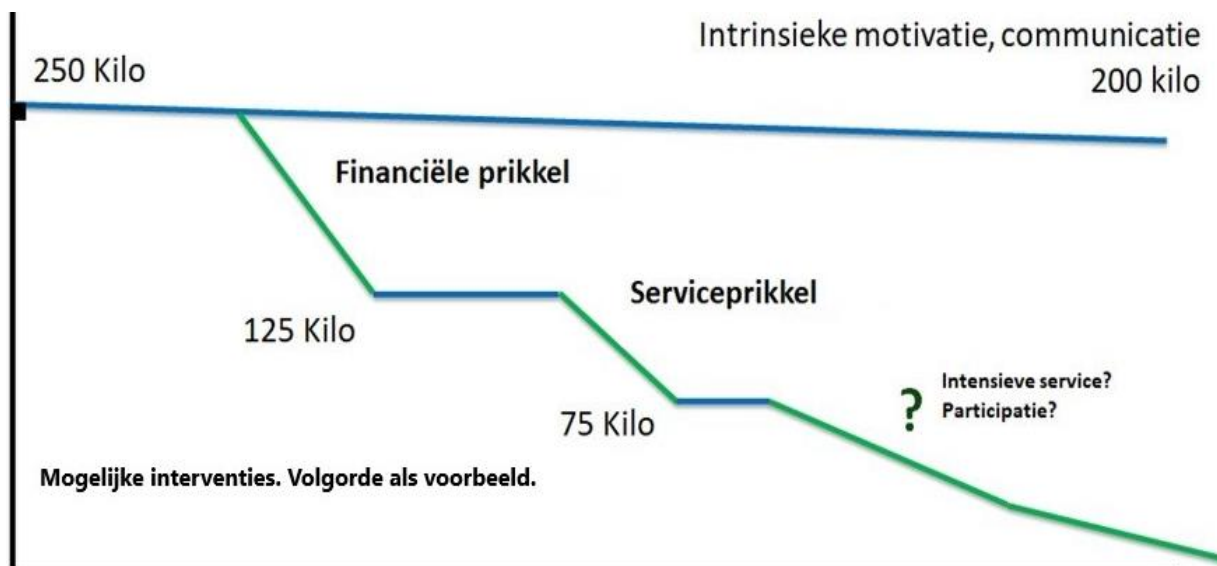 Intrinsieke motivatie, communicatie
200 kilo
250 Kilo
Financiële prikkel
Serviceprikkel
125 Kilo
Intensieve service?
?
Participatie?
75 Kilo
Mogelijke interventies. Volgorde als voorbeeld.